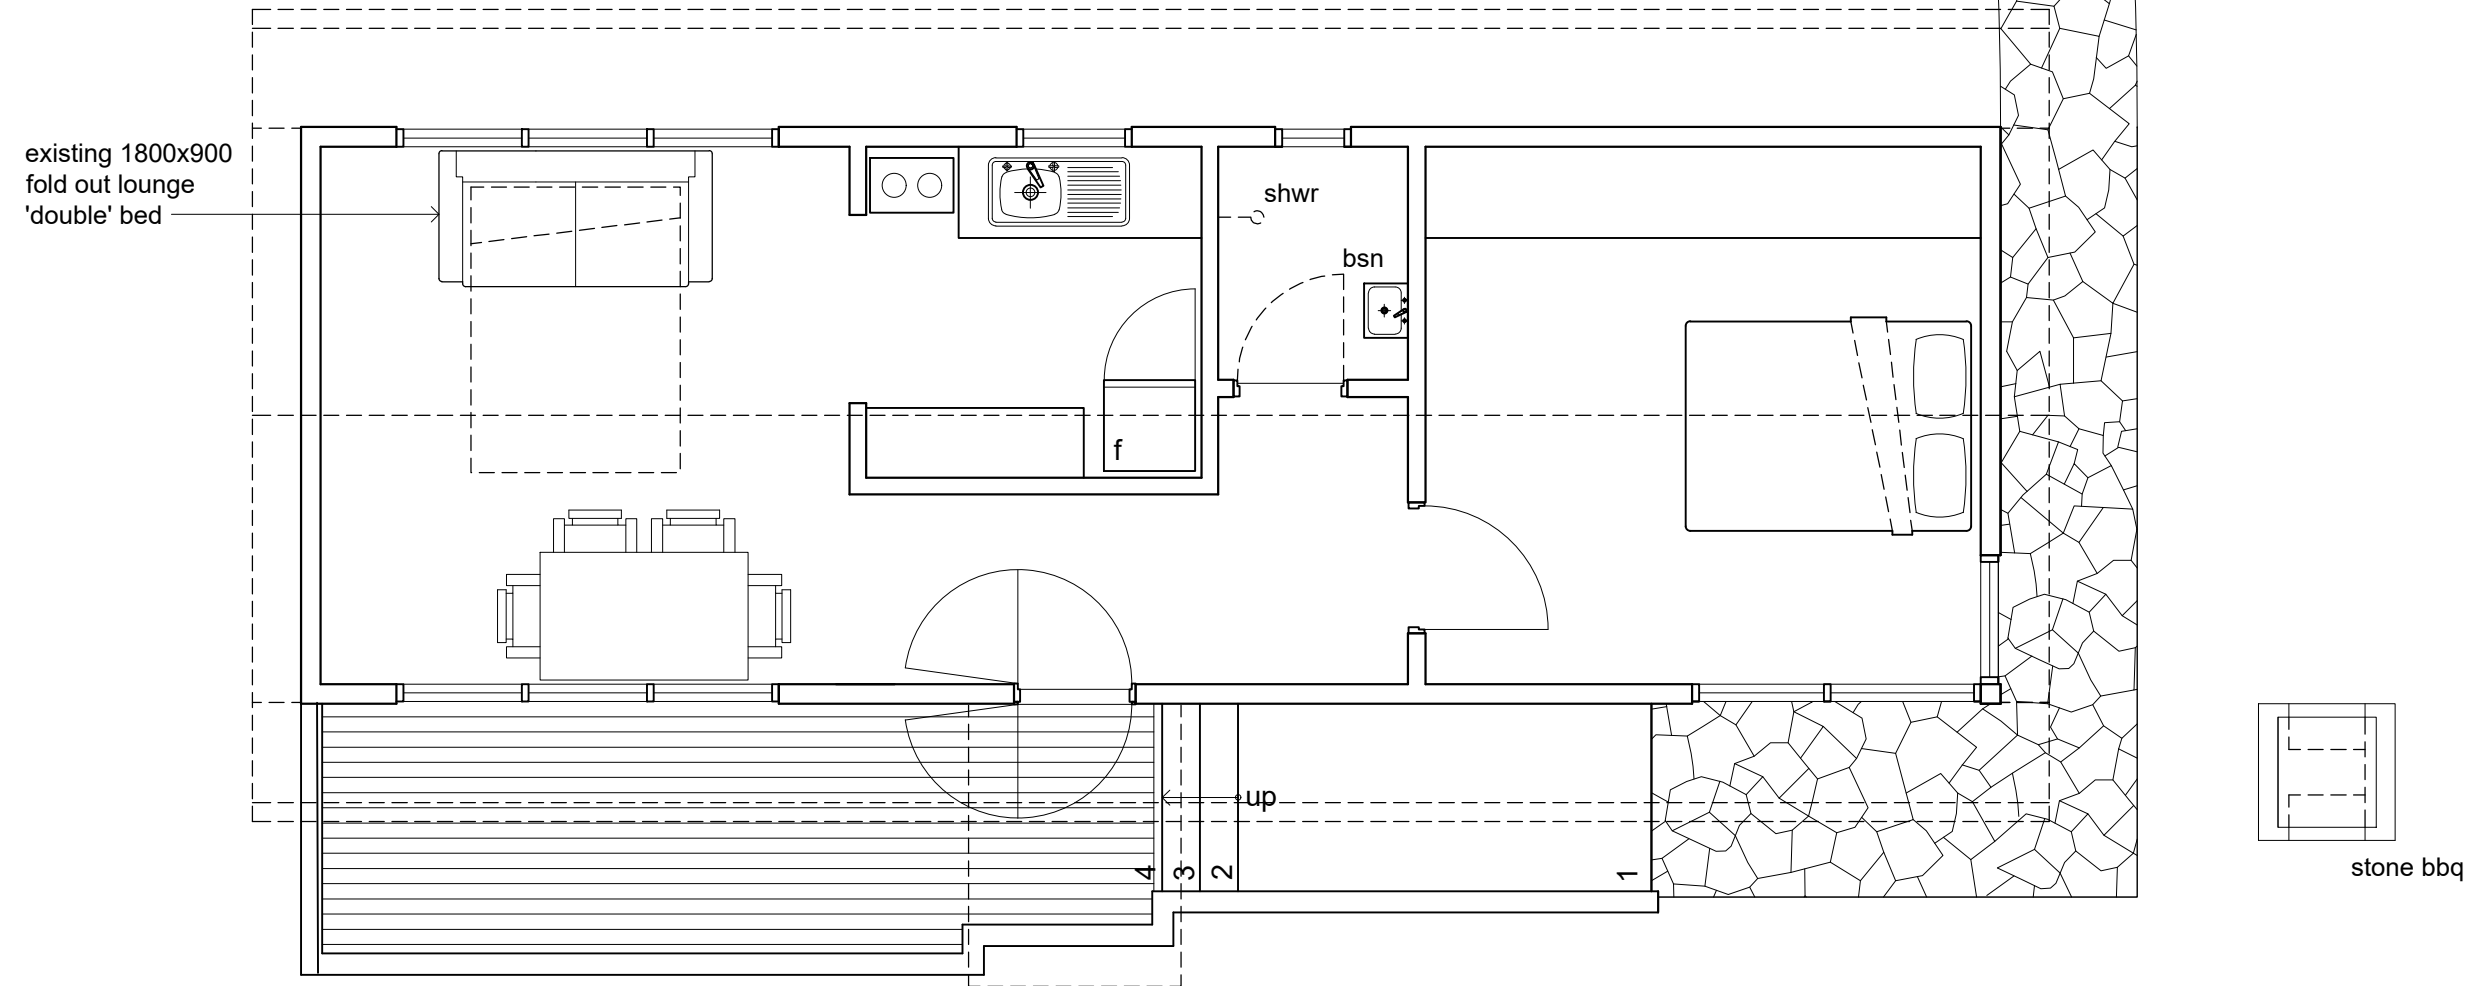 existing 1800x900
fold out lounge
'double' bed
shwr
bsn
f
up
4
3
2
1
stone bbq